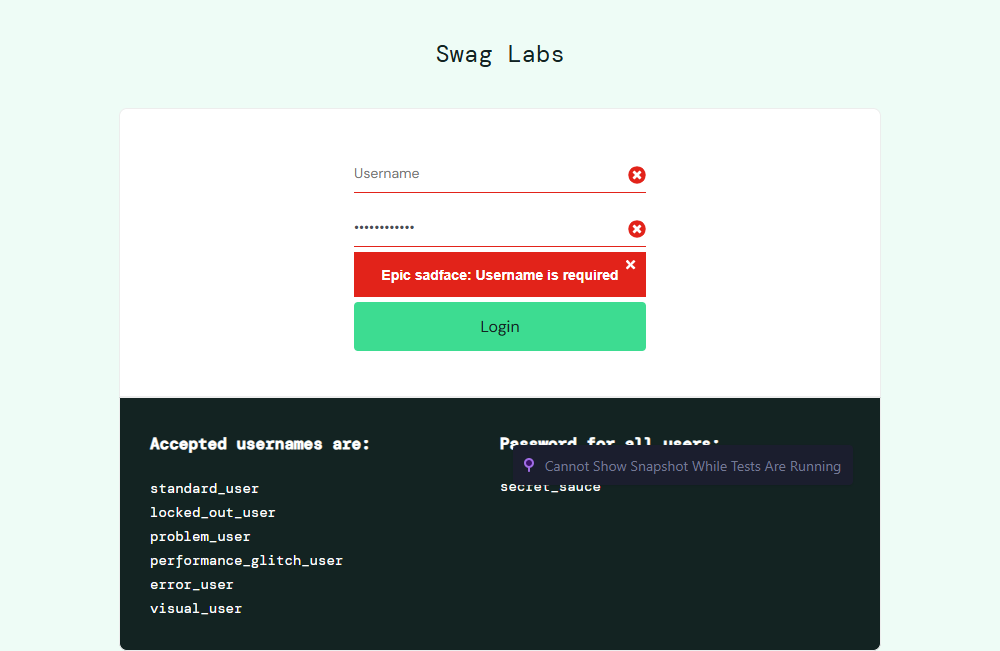 Swag Labs
Username
••••••••••••
Epic sadface: Username is required
Login
Accepted usernames are:
standard_user
locked_out_user
problem_user
performance_glitch_user
error_user
visual_user
Password for all users:
Cannot Show Snapshot While Tests Are Running
secret_sauce